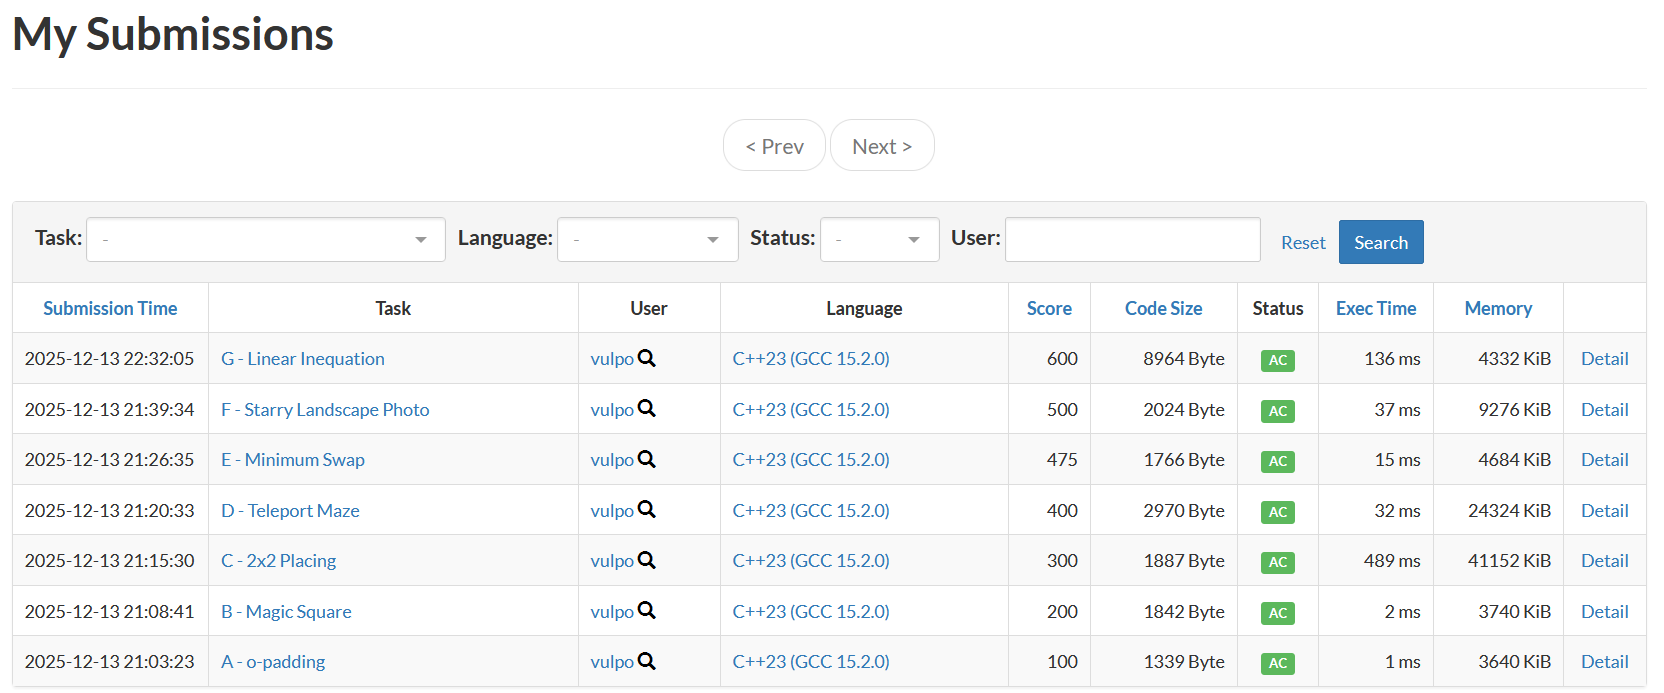 My Submissions
< Prev Next >
Task: - Language: - Status: - User: Reset Search
Submission Time Task User Language Score Code Size Status Exec Time Memory
2025-12-13 22:32:05 G - Linear Inequation vulpo C++23 (GCC 15.2.0) 600 8964 Byte AC 136 ms 4332 KiB Detail
2025-12-13 21:39:34 F - Starry Landscape Photo vulpo C++23 (GCC 15.2.0) 500 2024 Byte AC 37 ms 9276 KiB Detail
2025-12-13 21:26:35 E - Minimum Swap vulpo C++23 (GCC 15.2.0) 475 1766 Byte AC 15 ms 4684 KiB Detail
2025-12-13 21:20:33 D - Teleport Maze vulpo C++23 (GCC 15.2.0) 400 2970 Byte AC 32 ms 24324 KiB Detail
2025-12-13 21:15:30 C - 2x2 Placing vulpo C++23 (GCC 15.2.0) 300 1887 Byte AC 489 ms 41152 KiB Detail
2025-12-13 21:08:41 B - Magic Square vulpo C++23 (GCC 15.2.0) 200 1842 Byte AC 2 ms 3740 KiB Detail
2025-12-13 21:03:23 A - o-padding vulpo C++23 (GCC 15.2.0) 100 1339 Byte AC 1 ms 3640 KiB Detail